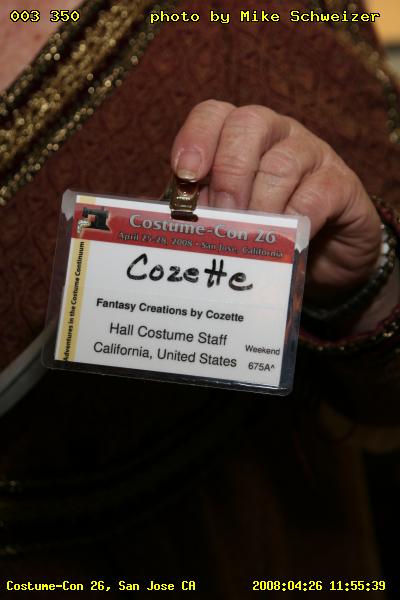 003 350 photo by Mike Schweizer
Costume-Con 26
April 25-28, 2008 • San Jose, California
Adventures in the Costume Continuum
Cozette
Fantasy Creations by Cozette
Hall Costume Staff
California, United States
Weekend
675A^
Costume-Con 26, San Jose CA 2008:04:26 11:55:39